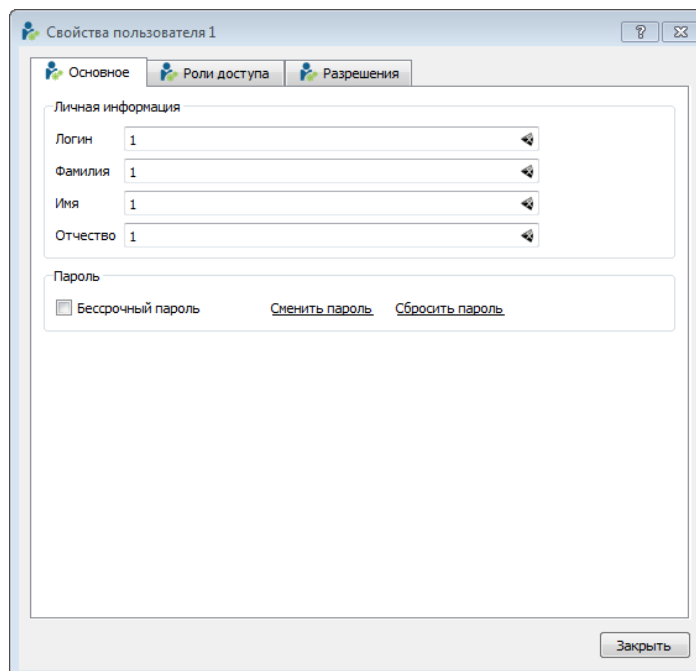 Свойства пользователя 1
Основное Роли доступа Разрешения
Личная информация
Логин 1
Фамилия 1
Имя 1
Отчество 1
Пароль
Бессрочный пароль Сменить пароль Сбросить пароль
Закрыть